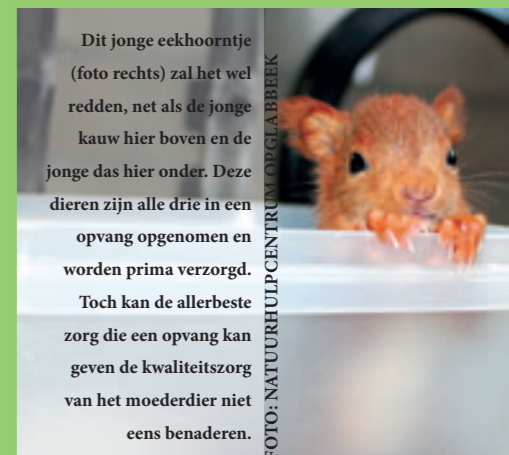 Dit jonge eekhoorntje
(foto rechts) zal het wel
redden, net als de jonge
kauw hier boven en de
jonge das hier onder. Deze
dieren zijn alle drie in een
opvang opgenomen en
worden prima verzorgd.
Toch kan de allerbeste
zorg die een opvang kan
geven de kwaliteitszorg
van het moederdier niet
eens benaderen.
FOTO: NATUURHULPCENTRUM OPGLABBEEK